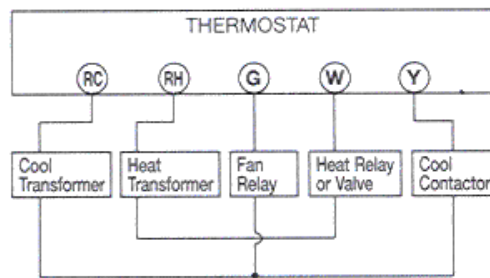 THERMOSTAT
RC RH G W Y
Cool Transformer
Heat Transformer
Fan Relay
Heat Relay or Valve
Cool Contactor